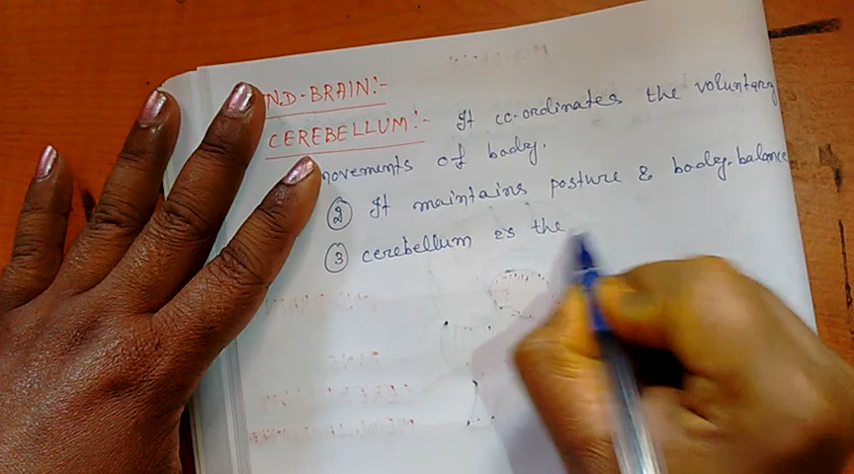 N.D-BRAIN:-
CEREBELLUM:- It co-ordinates the voluntary
movements of body.
② It maintains posture & body balance
③ cerebellum is the